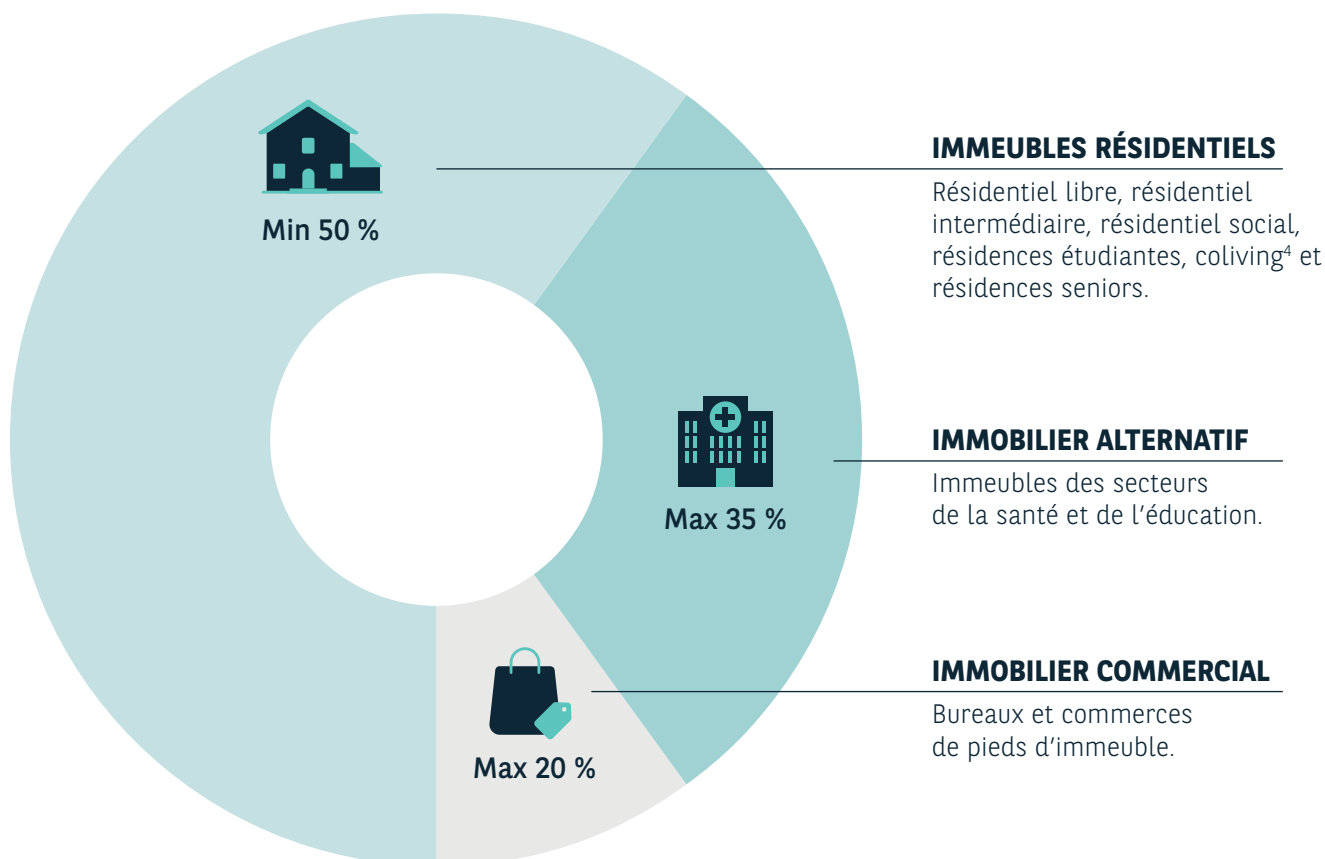 IMMEUBLES RÉSIDENTIELS
Résidentiel libre, résidentiel
intermédiaire, résidentiel social,
résidences étudiantes, coliving⁴ et
résidences seniors.
Min 50 %
IMMOBILIER ALTERNATIF
Immeubles des secteurs
de la santé et de l’éducation.
Max 35 %
IMMOBILIER COMMERCIAL
Bureaux et commerces
de pieds d’immeuble.
Max 20 %